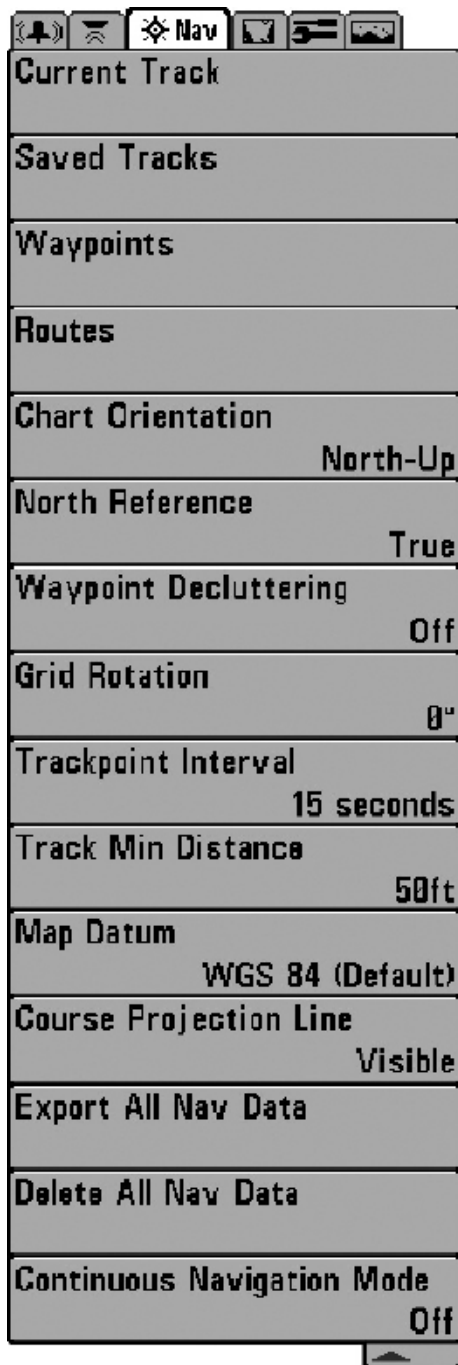 Nav
Current Track
Saved Tracks
Waypoints
Routes
Chart Orientation
North-Up
North Reference
True
Waypoint Decluttering
Off
Grid Rotation
0°
Trackpoint Interval
15 seconds
Track Min Distance
50ft
Map Datum
WGS 84 (Default)
Course Projection Line
Visible
Export All Nav Data
Delete All Nav Data
Continuous Navigation Mode
Off